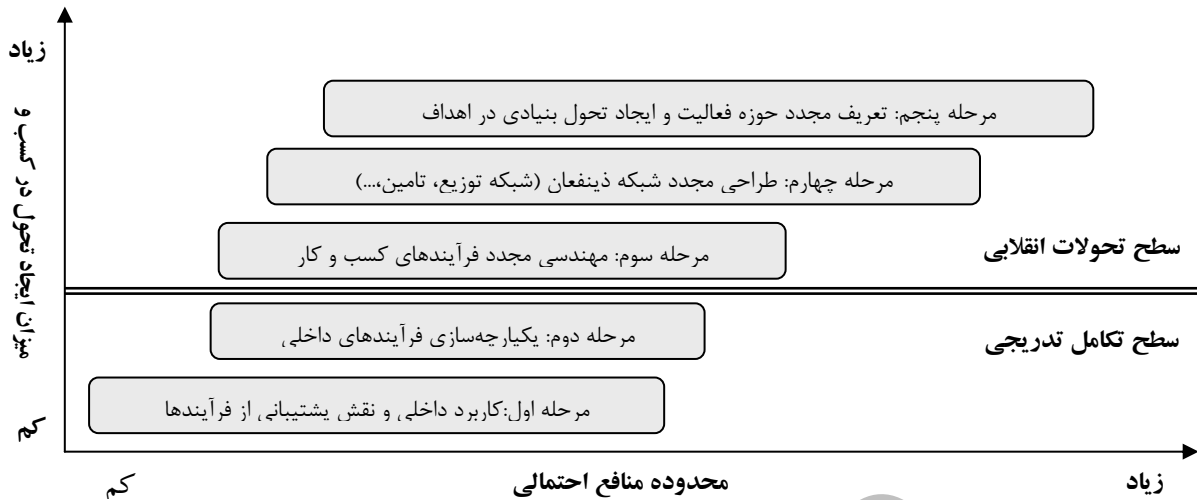 زیاد
مرحله پنجم: تعریف مجدد حوزه فعالیت و ایجاد تحول بنیادی در اهداف
مرحله چهارم: طراحی مجدد شبکه ذینفعان (شبکه توزیع، تامین،...)
مرحله سوم: مهندسی مجدد فرآیندهای کسب و کار
سطح تحولات انقلابی
مرحله دوم: یکپارچه‌سازی فرآیندهای داخلی
سطح تکامل تدریجی
مرحله اول:کاربرد داخلی و نقش پشتیبانی از فرآیندها
میزان ایجاد تحول در کسب و
کم
زیاد
محدوده منافع احتمالی
کم